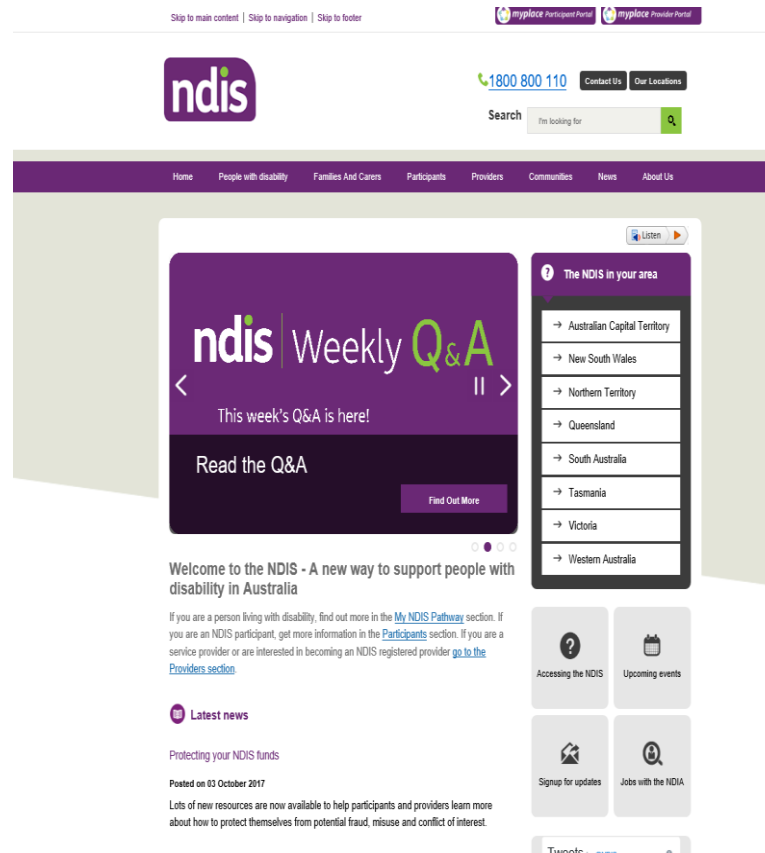 Skip to main content | Skip to navigation | Skip to footer
myplace Participant Portal
myplace Provider Portal
ndis
1800 800 110
Contact Us
Our Locations
Search
I'm looking for
Home
People with disability
Families And Carers
Participants
Providers
Communities
News
About Us
Listen
ndis | Weekly Q&A
This week's Q&A is here!
Read the Q&A
Find Out More
The NDIS in your area
Australian Capital Territory
New South Wales
Northern Territory
Queensland
South Australia
Tasmania
Victoria
Western Australia
Welcome to the NDIS - A new way to support people with
disability in Australia
If you are a person living with disability, find out more in the My NDIS Pathway section. If
you are an NDIS participant, get more information in the Participants section. If you are a
service provider or are interested in becoming an NDIS registered provider go to the
Providers section.
Accessing the NDIS
Upcoming events
Signup for updates
Jobs with the NDIA
Latest news
Protecting your NDIS funds
Posted on 03 October 2017
Lots of new resources are now available to help participants and providers learn more
about how to protect themselves from potential fraud, misuse and conflict of interest.
Tweets